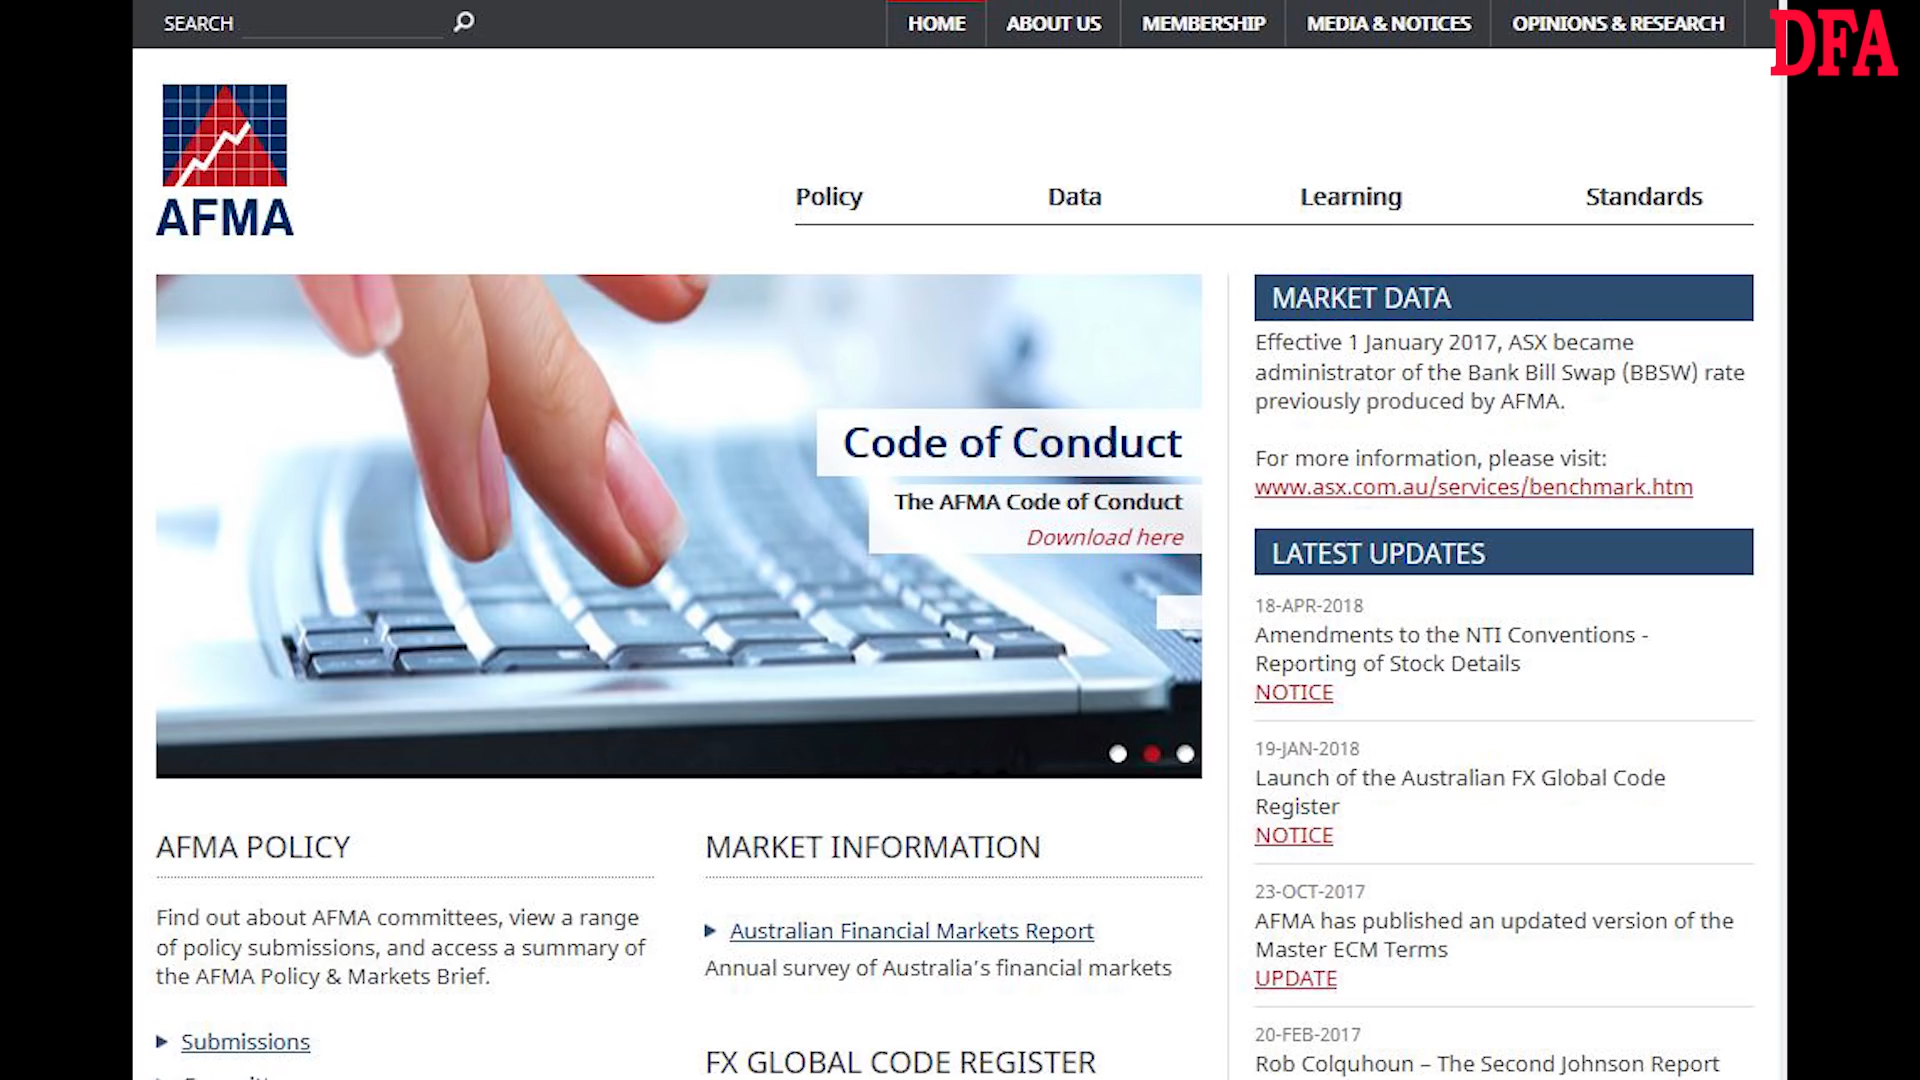 SEARCH
HOME
ABOUT US
MEMBERSHIP
MEDIA & NOTICES
OPINIONS & RESEARCH
DFA
AFMA
Policy
Data
Learning
Standards
Code of Conduct
The AFMA Code of Conduct
Download here
MARKET DATA
Effective 1 January 2017, ASX became
administrator of the Bank Bill Swap (BBSW) rate
previously produced by AFMA.
For more information, please visit:
www.asx.com.au/services/benchmark.htm
LATEST UPDATES
18-APR-2018
Amendments to the NTI Conventions -
Reporting of Stock Details
NOTICE
19-JAN-2018
Launch of the Australian FX Global Code
Register
NOTICE
23-OCT-2017
AFMA has published an updated version of the
Master ECM Terms
UPDATE
20-FEB-2017
Rob Colquhoun – The Second Johnson Report
AFMA POLICY
Find out about AFMA committees, view a range
of policy submissions, and access a summary of
the AFMA Policy & Markets Brief.
Submissions
MARKET INFORMATION
Australian Financial Markets Report
Annual survey of Australia's financial markets
FX GLOBAL CODE REGISTER